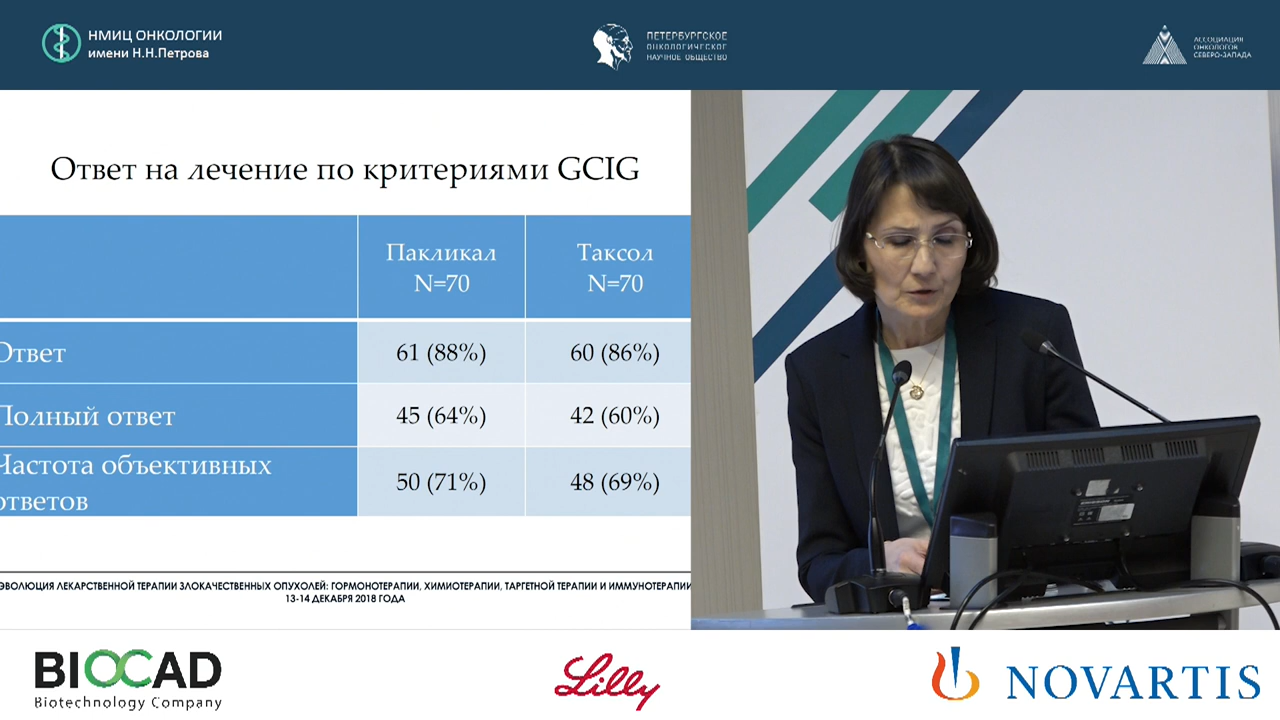 НМИЦ ОНКОЛОГИИ
имени Н.Н.Петрова
ПЕТЕРБУРГСКОЕ
ОНКОЛОГИЧЕСКОЕ
НАУЧНОЕ ОБЩЕСТВО
АССОЦИАЦИЯ
ОНКОЛОГОВ
СЕВЕРО-ЗАПАДА
Ответ на лечение по критериями GCIG
Пакликал
N=70
Таксол
N=70
Ответ
61 (88%)
60 (86%)
Полный ответ
45 (64%)
42 (60%)
Частота объективных
ответов
50 (71%)
48 (69%)
ЭВОЛЮЦИЯ ЛЕКАРСТВЕННОЙ ТЕРАПИИ ЗЛОКАЧЕСТВЕННЫХ ОПУХОЛЕЙ: ГОРМОНОТЕРАПИИ, ХИМИОТЕРАПИИ, ТАРГЕТНОЙ ТЕРАПИИ И ИММУНОТЕРАПИИ
13-14 ДЕКАБРЯ 2018 ГОДА
BIOCAD
Biotechnology Company
Lilly
NOVARTIS